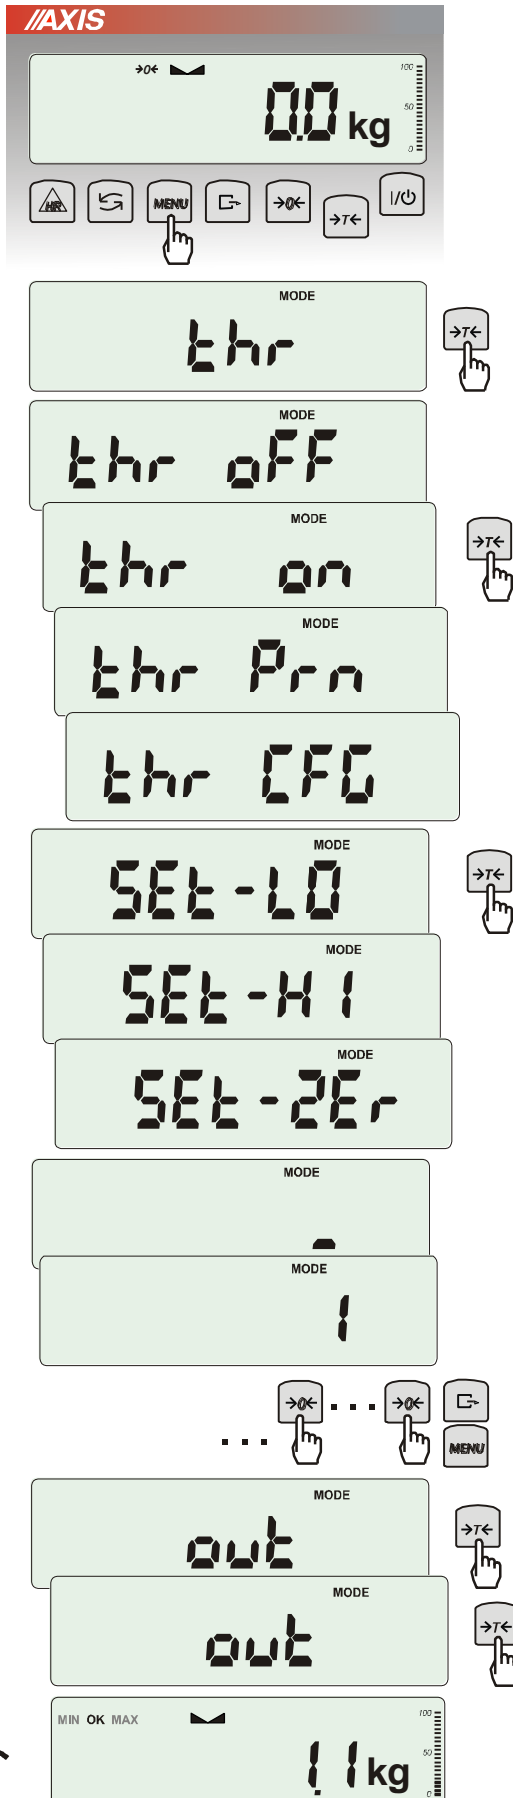 AXIS
→0←
100
0.0 kg
50
0
HR MENU →0← →T← I/⏻
MODE
thr
→T←
MODE
thr oFF
MODE
thr on
→T←
MODE
thr Prn
thr CFG
MODE
SEt-LO
→T←
MODE
SEt-HI
MODE
SEt-2Er
MODE
-
MODE
1
→0← ... →0←
... MENU
MODE
out
→T←
MODE
out
→T←
MIN OK MAX
100
1.1 kg
50
0